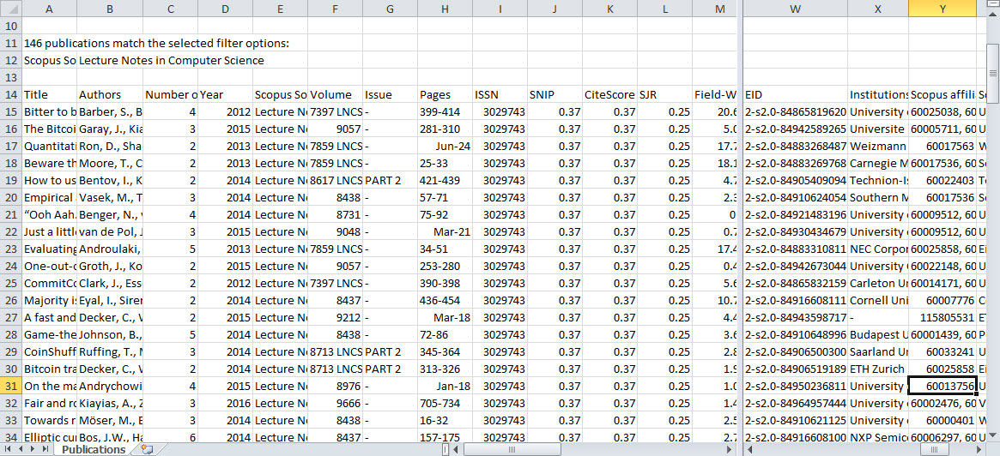 A B C D E F G H I J K L M W X Y
10
11 146 publications match the selected filter options:
12 Scopus So Lecture Notes in Computer Science
13
14 Title Authors Number o Year Scopus So Volume Issue Pages ISSN SNIP CiteScore SJR Field-W EID Institutions Scopus affili
15 Bitter to b Barber, S., B 4 2012 Lecture No 7397 LNCS - 399-414 3029743 0.37 0.37 0.25 20.6 2-s2.0-84865819620 University 60025038, 60
16 The Bitcoi Garay, J., Kia 3 2015 Lecture No 9057 - 281-310 3029743 0.37 0.37 0.25 5.0 2-s2.0-84942589265 Universite 60005711, 60
17 Quantitati Ron, D., Sha 2 2013 Lecture No 7859 LNCS - Jun-24 3029743 0.37 0.37 0.25 17.7 2-s2.0-84883268487 Weizmann 60017563 W
18 Beware th Moore, T., C 2 2013 Lecture No 7859 LNCS - 25-33 3029743 0.37 0.37 0.25 18.1 2-s2.0-84883269768 Carnegie M 60017536, 60
19 How to us Bentov, I., K 2 2014 Lecture No 8617 LNCS PART 2 421-439 3029743 0.37 0.37 0.25 4.7 2-s2.0-84905409094 Technion-Is 60022403
20 Empirical Vasek, M., T 3 2014 Lecture No 8438 - 57-71 3029743 0.37 0.37 0.25 2.3 2-s2.0-84910624054 Southern M 60017536
21 “Ooh Aah. Benger, N., 4 2014 Lecture No 8731 - 75-92 3029743 0.37 0.37 0.25 0 2-s2.0-84921483196 University 60009512, 60
22 Just a little van de Pol, J 3 2015 Lecture No 9048 - Mar-21 3029743 0.37 0.37 0.25 0.7 2-s2.0-84930434679 University 60009512, 60
23 Evaluating Androulaki, 5 2013 Lecture No 7859 LNCS - 34-51 3029743 0.37 0.37 0.25 17.4 2-s2.0-84883310811 NEC Corpor 60025858, 60
24 One-out-o Groth, J., Ko 2 2015 Lecture No 9057 - 253-280 3029743 0.37 0.37 0.25 0.4 2-s2.0-84942673044 University 60022148, 60
25 CommitCo Clark, J., Ess 2 2012 Lecture No 7397 LNCS - 390-398 3029743 0.37 0.37 0.25 5.6 2-s2.0-84865832159 Carleton Un 60014171, 60
26 Majority is Eyal, I., Sirer 2 2014 Lecture No 8437 - 436-454 3029743 0.37 0.37 0.25 10.7 2-s2.0-84916608111 Cornell Uni 60007776
27 A fast and Decker, C., W 2 2015 Lecture No 9212 - Mar-18 3029743 0.37 0.37 0.25 4.4 2-s2.0-84943598717 - 115805531
28 Game-the Johnson, B., 5 2014 Lecture No 8438 - 72-86 3029743 0.37 0.37 0.25 3.6 2-s2.0-84910648996 Budapest U 60001439, 60
29 CoinShuff Ruffing, T., M 3 2014 Lecture No 8713 LNCS PART 2 345-364 3029743 0.37 0.37 0.25 2.8 2-s2.0-84906500300 Saarland Un 60033241
30 Bitcoin tra Decker, C., W 2 2014 Lecture No 8713 LNCS PART 2 313-326 3029743 0.37 0.37 0.25 1.9 2-s2.0-84906519189 ETH Zurich 60025858
31 On the ma Andrychowi 4 2015 Lecture No 8976 - Jan-18 3029743 0.37 0.37 0.25 1.0 2-s2.0-84950236811 University 60013756
32 Fair and ro Kiayias, A., Z 3 2016 Lecture No 9666 - 705-734 3029743 0.37 0.37 0.25 1.4 2-s2.0-84964957444 University 60002476, 60
33 Towards r Möser, M., E 3 2014 Lecture No 8438 - 16-32 3029743 0.37 0.37 0.25 2.5 2-s2.0-84910621125 University 60000401 W
34 Elliptic cu Bos, J.W., Ha 6 2014 Lecture No 8437 - 157-175 3029743 0.37 0.37 0.25 2.7 2-s2.0-84916608100 NXP Semic 60006297, 60
Publications